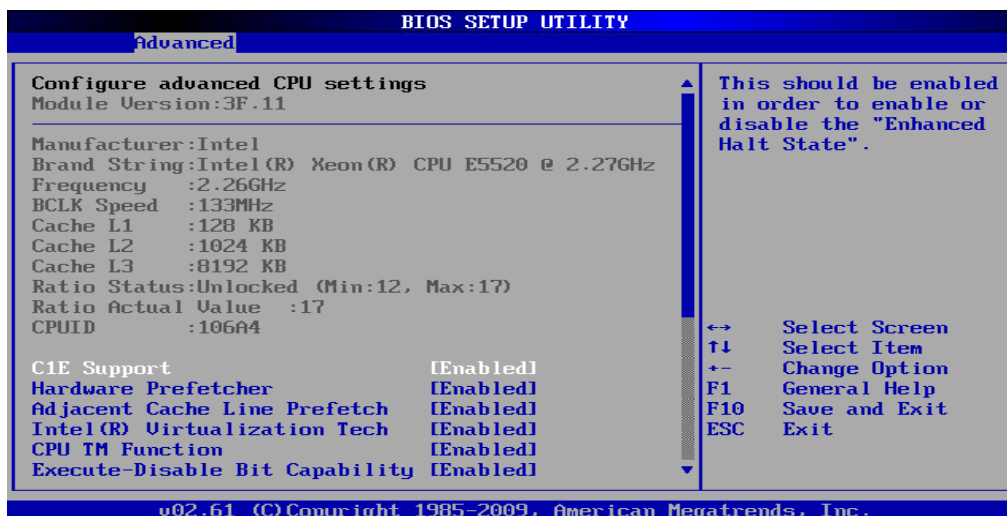 BIOS SETUP UTILITY
Advanced
Configure advanced CPU settings
Module Version:3F.11
Manufacturer:Intel
Brand String:Intel(R) Xeon(R) CPU E5520 @ 2.27GHz
Frequency :2.26GHz
BCLK Speed :133MHz
Cache L1 :128 KB
Cache L2 :1024 KB
Cache L3 :8192 KB
Ratio Status:Unlocked (Min:12, Max:17)
Ratio Actual Value :17
CPUID :106A4
C1E Support [Enabled]
Hardware Prefetcher [Enabled]
Adjacent Cache Line Prefetch [Enabled]
Intel(R) Virtualization Tech [Enabled]
CPU TM Function [Enabled]
Execute-Disable Bit Capability [Enabled]
This should be enabled
in order to enable or
disable the "Enhanced
Halt State".
↔ Select Screen
↑↓ Select Item
+- Change Option
F1 General Help
F10 Save and Exit
ESC Exit
v02.61 (C)Copyright 1985-2009, American Megatrends, Inc.